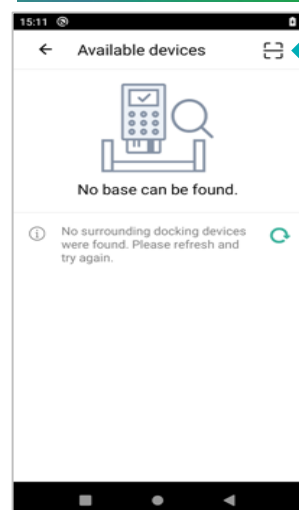 15:11
Available devices
No base can be found.
No surrounding docking devices
were found. Please refresh and
try again.